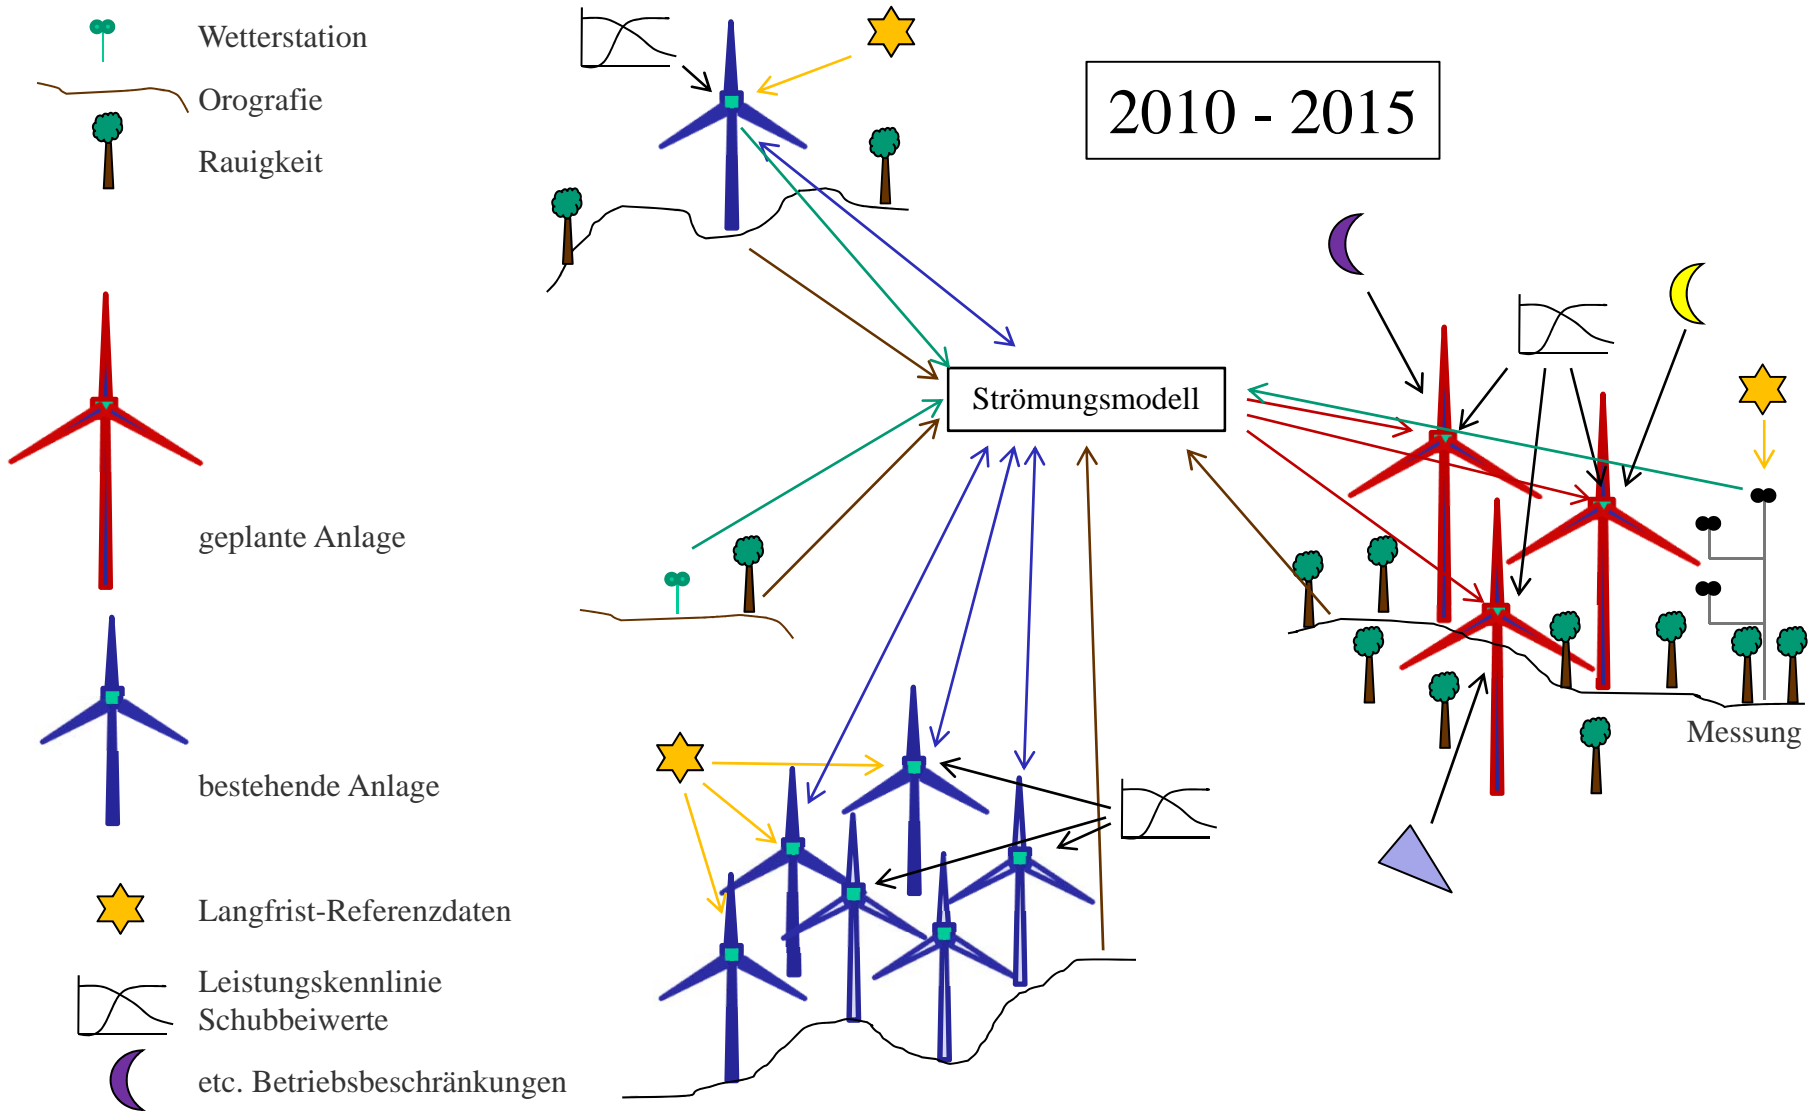 Wetterstation
Orografie
Rauigkeit
geplante Anlage
bestehende Anlage
Langfrist-Referenzdaten
Leistungskennlinie
Schubbeiwerte
etc. Betriebsbeschränkungen
2010 - 2015
Strömungsmodell
Messung